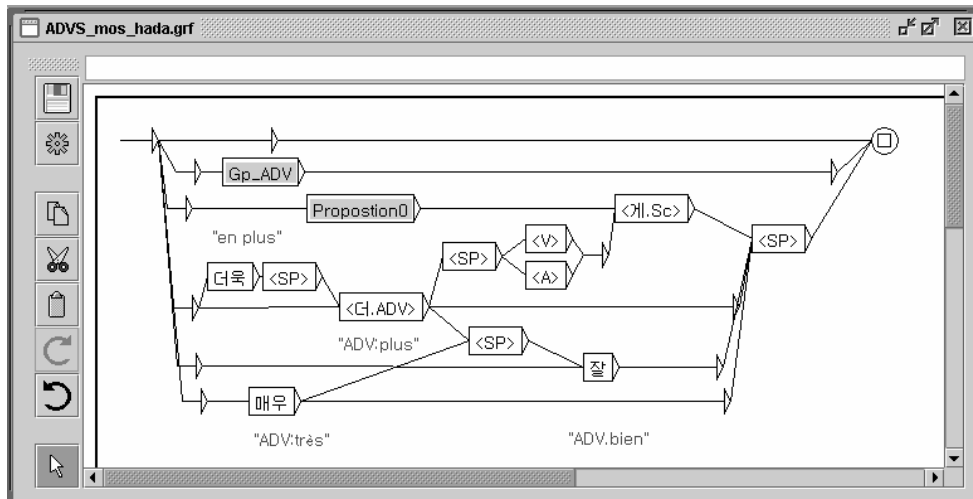 ADVS_mos_hada.grf
Gp_ADV
Propostion0
<게.Sc>
"en plus"
<SP>
<V>
<SP>
<A>
더욱
<SP>
<더.ADV>
"ADV:plus"
<SP>
잘
매우
"ADV:très"
"ADV.bien"